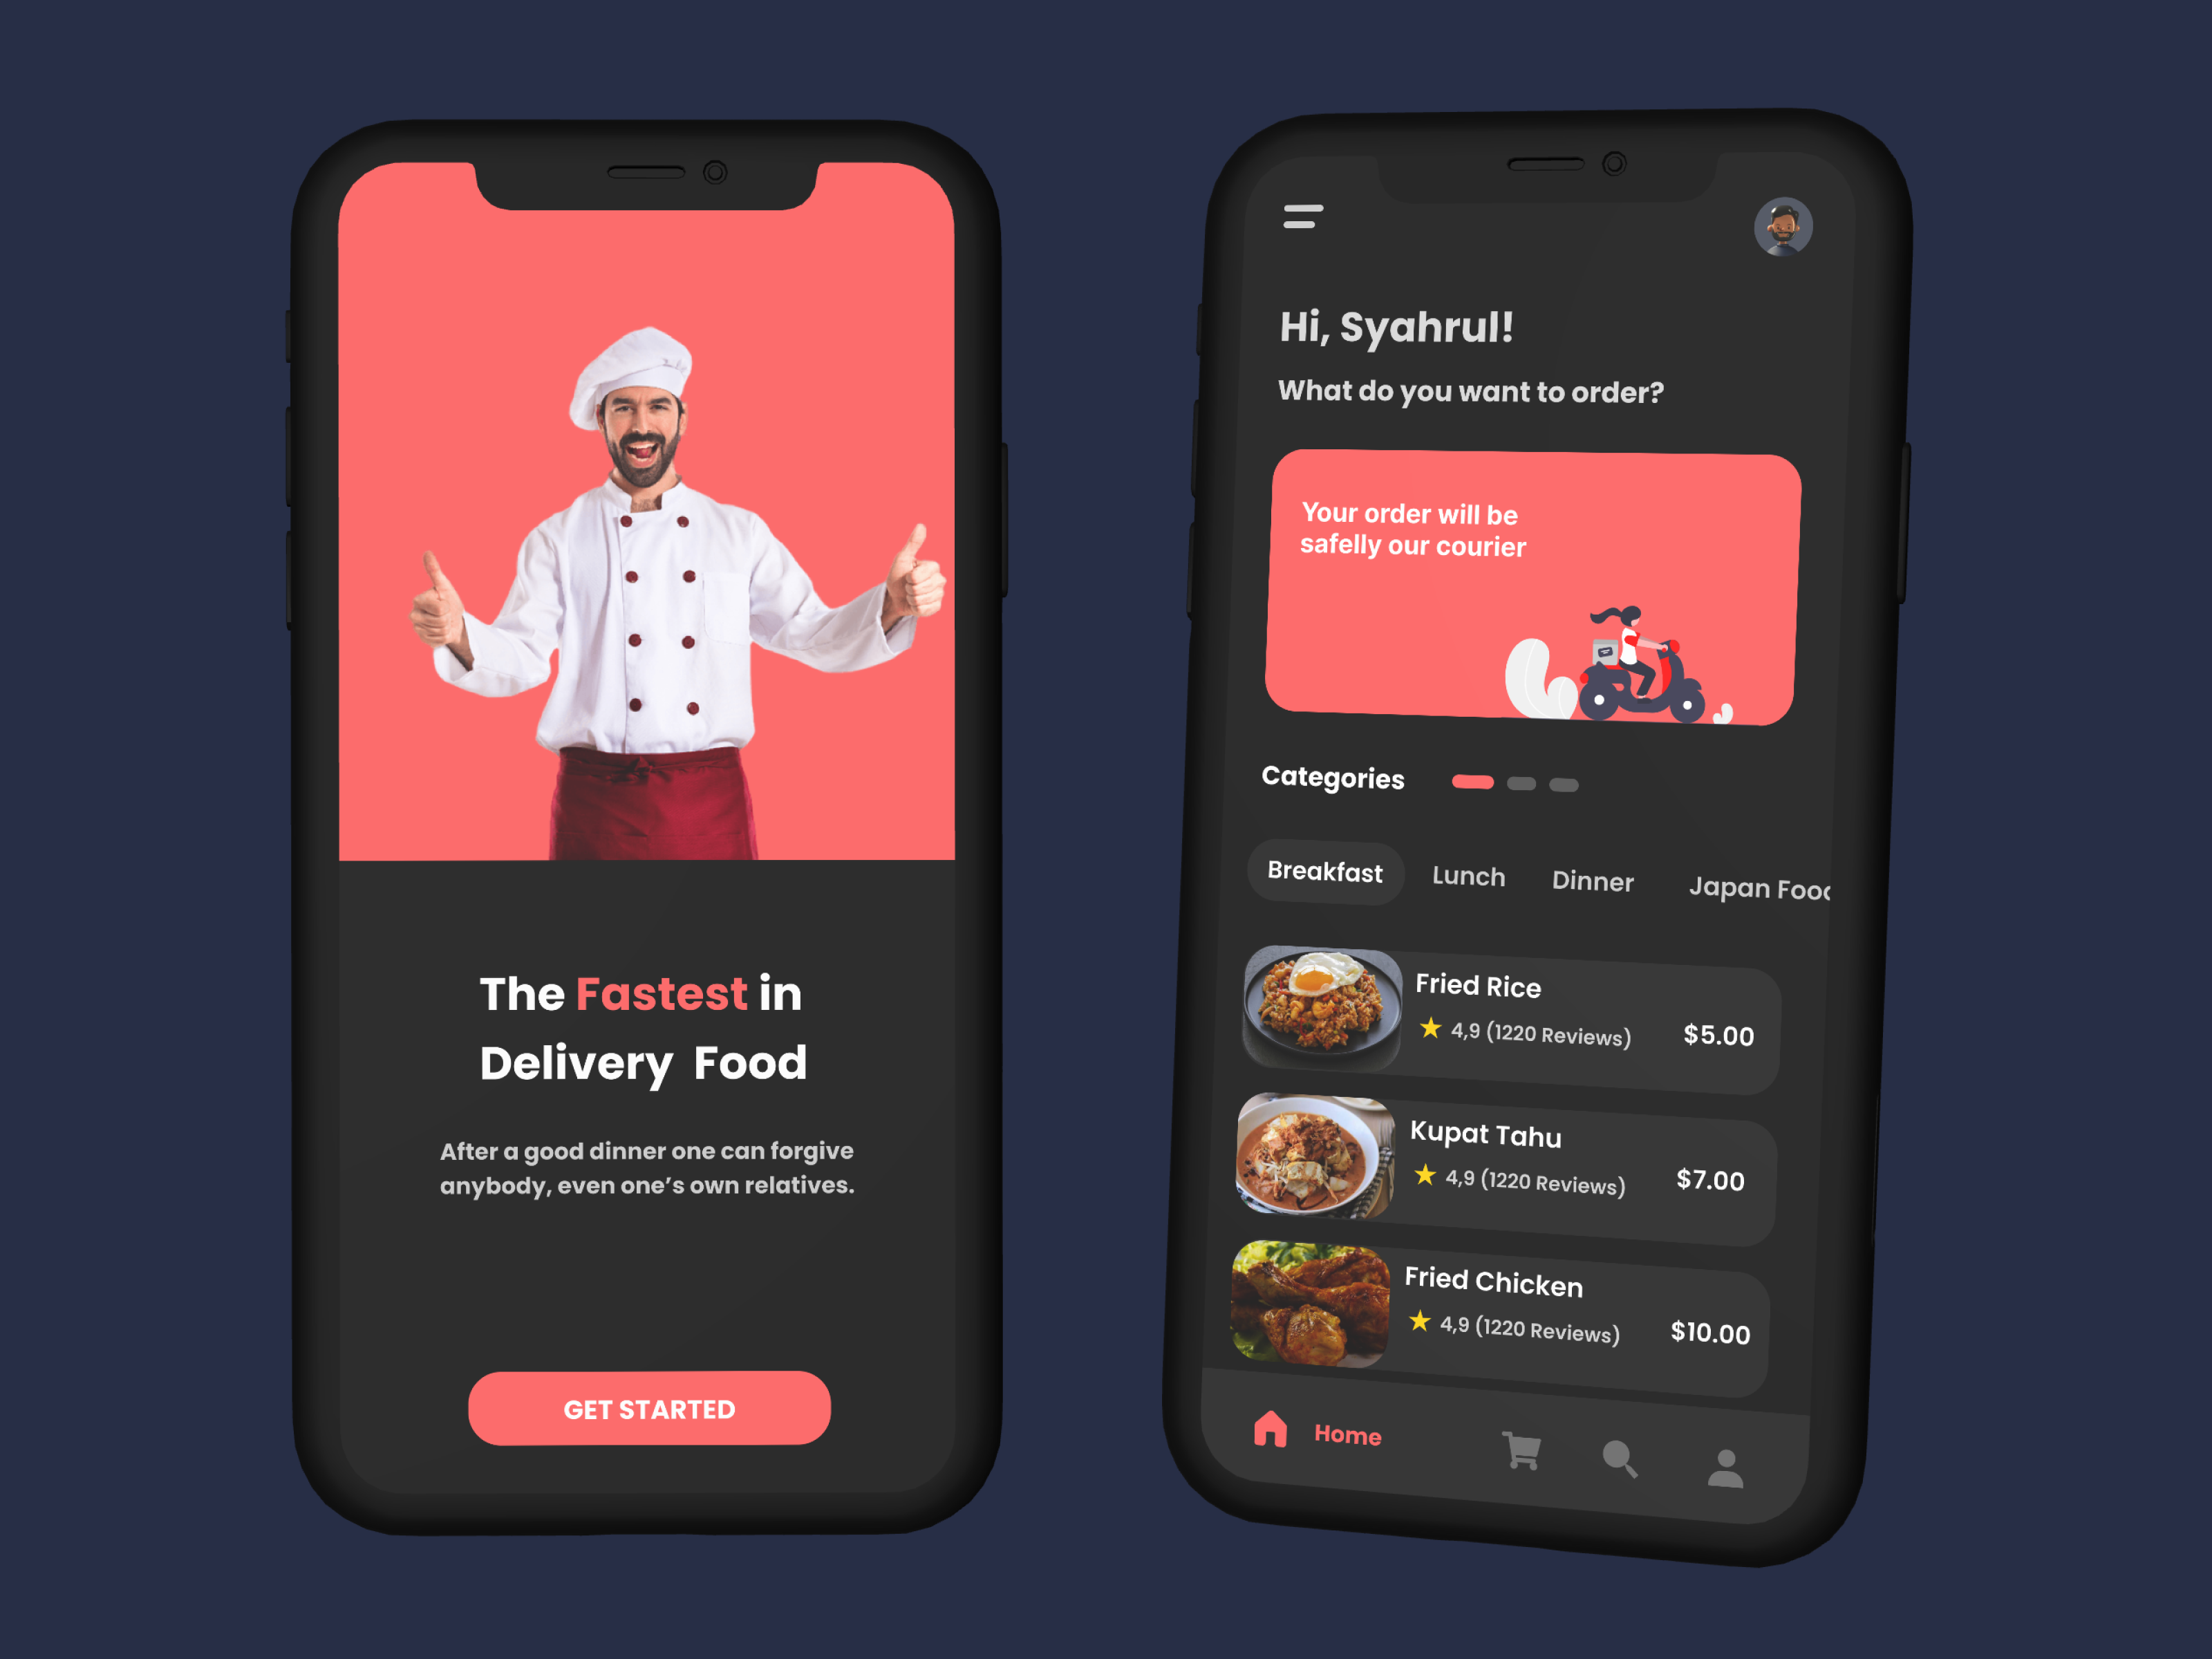 The Fastest in
Delivery Food
After a good dinner one can forgive
anybody, even one’s own relatives.
GET STARTED
Hi, Syahrul!
What do you want to order?
Your order will be
safelly our courier
Categories
Breakfast Lunch Dinner Japan Food
Fried Rice
4,9 (1220 Reviews) $5.00
Kupat Tahu
4,9 (1220 Reviews) $7.00
Fried Chicken
4,9 (1220 Reviews) $10.00
Home